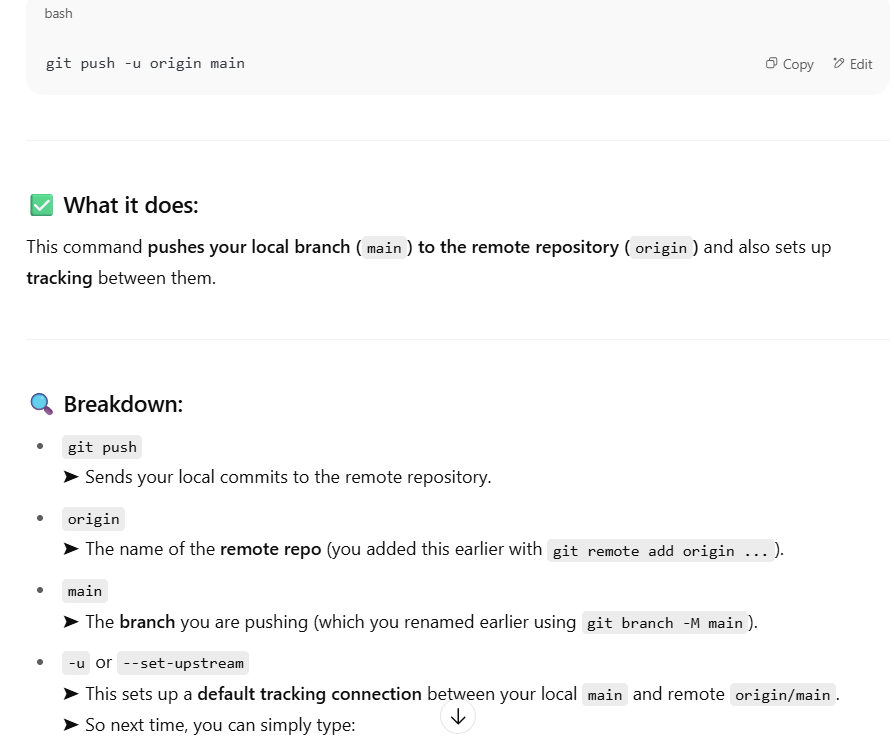 bash
git push -u origin main
Copy Edit
✅ What it does:
This command pushes your local branch (main) to the remote repository (origin) and also sets up
tracking between them.
🔍 Breakdown:
• git push
➤ Sends your local commits to the remote repository.
• origin
➤ The name of the remote repo (you added this earlier with git remote add origin ...).
• main
➤ The branch you are pushing (which you renamed earlier using git branch -M main).
• -u or --set-upstream
➤ This sets up a default tracking connection between your local main and remote origin/main.
➤ So next time, you can simply type: